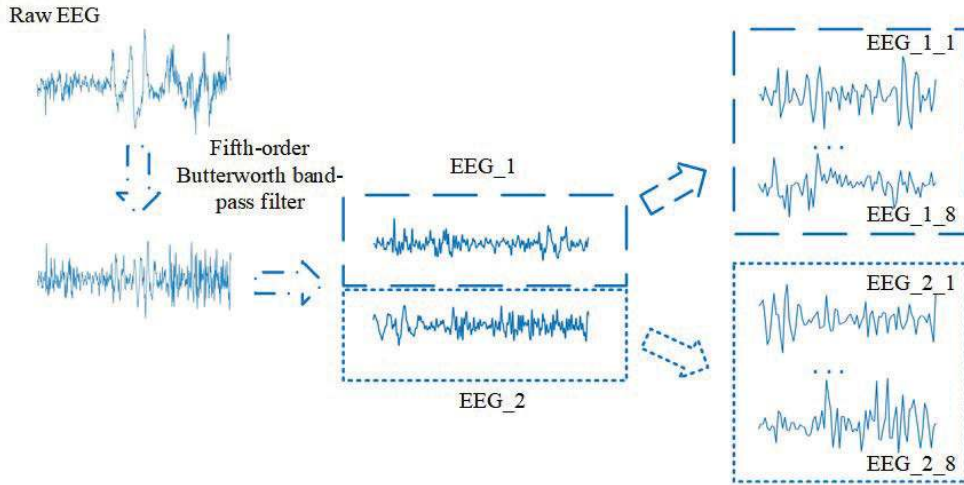 Raw EEG
Fifth-order
Butterworth band-
pass filter
EEG_1
EEG_2
EEG_1_1
...
EEG_1_8
EEG_2_1
...
EEG_2_8